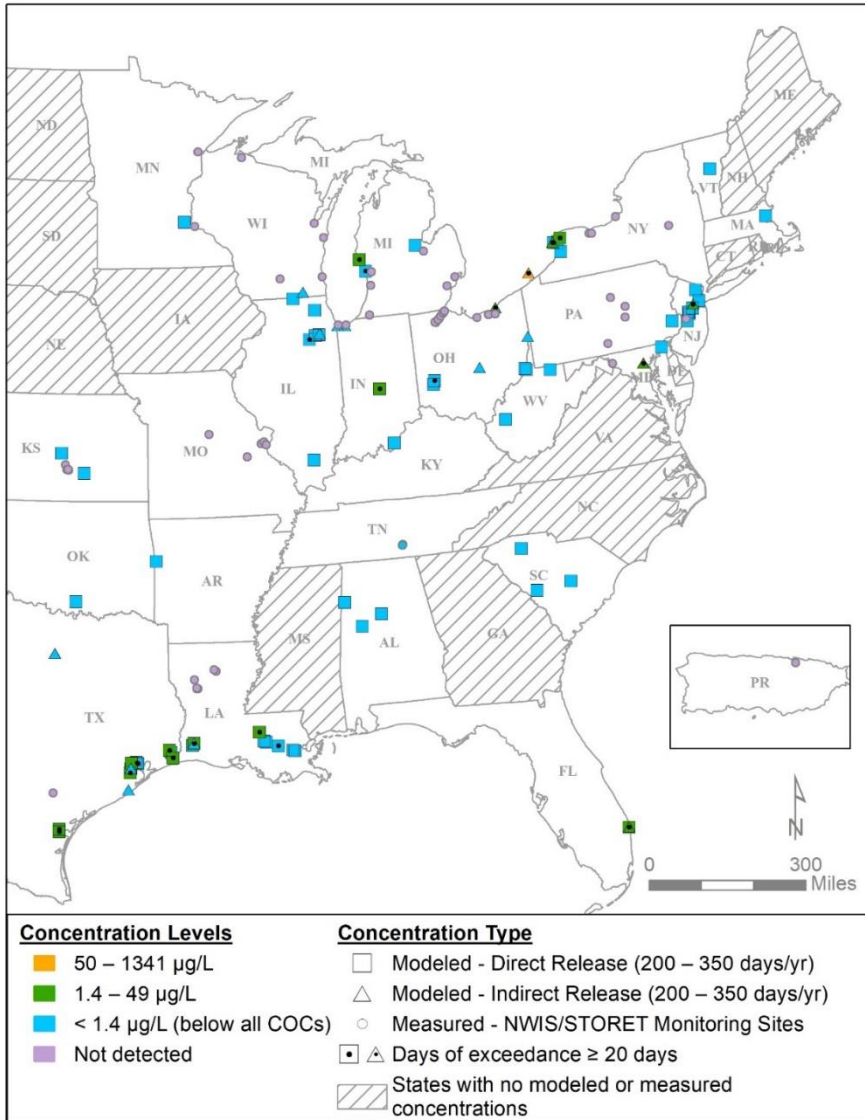 ME
ND
MN
MI
VT
NH
SD
WI
MI
NY
MA
CT
RI
IA
PA
NE
NJ
OH
IL
IN
MD
DE
WV
KS
MO
VA
KY
NC
TN
OK
AR
SC
MS
AL
GA
TX
LA
PR
FL
N
0 300
Miles
Concentration Levels
50 – 1341 µg/L
1.4 – 49 µg/L
< 1.4 µg/L (below all COCs)
Not detected
Concentration Type
Modeled - Direct Release (200 – 350 days/yr)
Modeled - Indirect Release (200 – 350 days/yr)
Measured - NWIS/STORET Monitoring Sites
Days of exceedance ≥ 20 days
States with no modeled or measured
concentrations